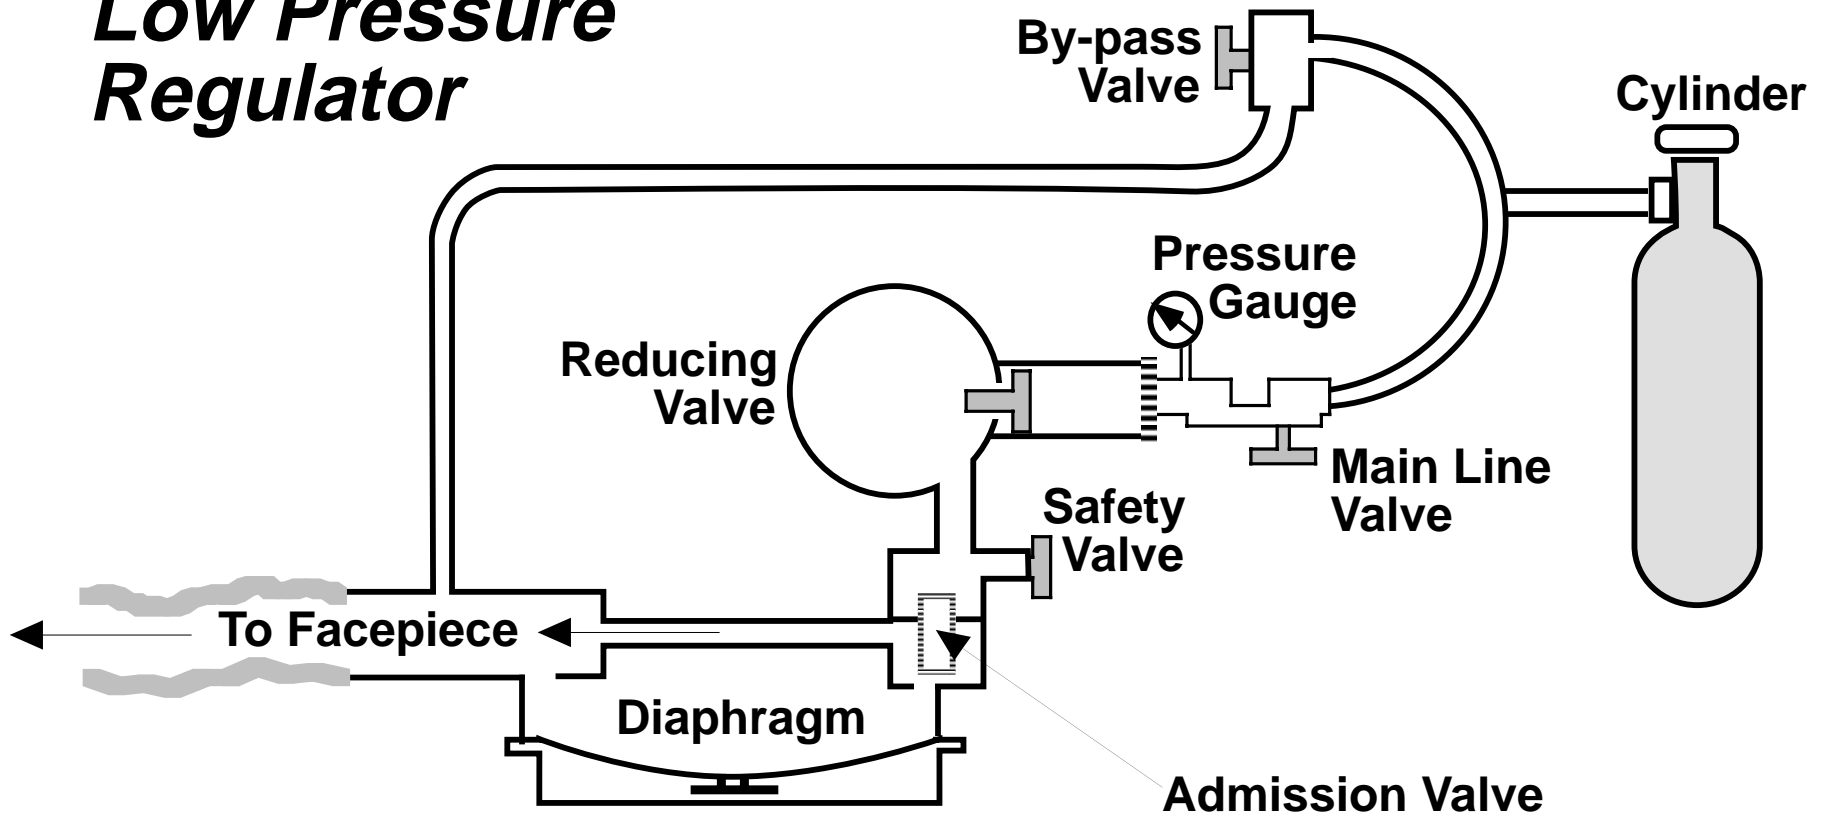 Low Pressure
Regulator
By-pass
Valve
Cylinder
Pressure
Gauge
Reducing
Valve
Main Line
Valve
Safety
Valve
To Facepiece
Diaphragm
Admission Valve